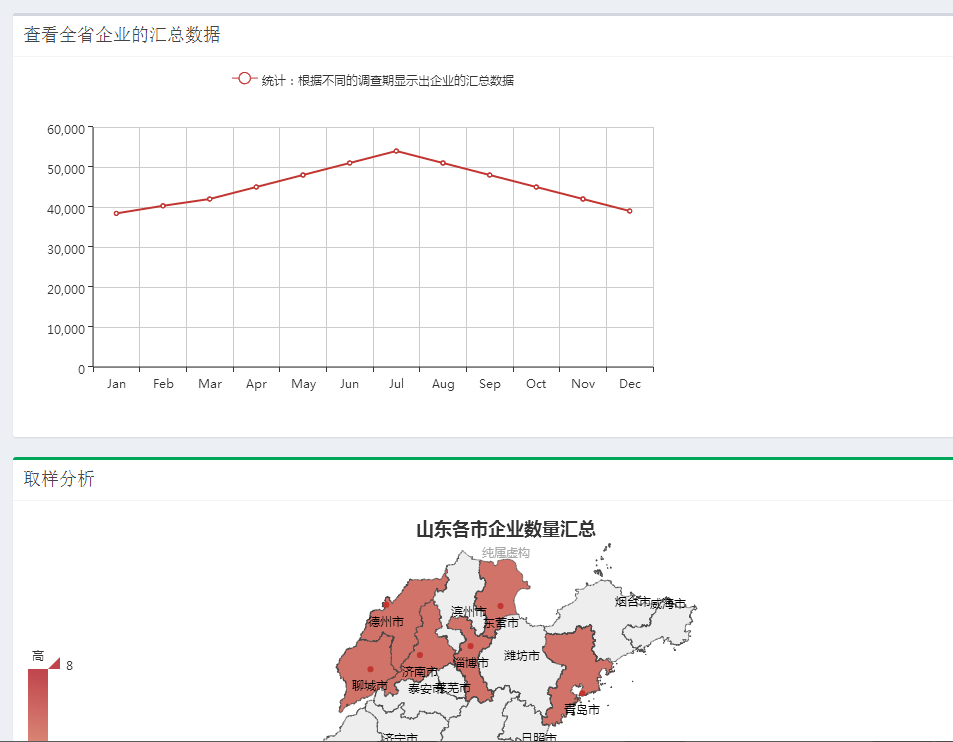 查看全省企业的汇总数据
统计：根据不同的调查期显示出企业的汇总数据
60,000
50,000
40,000
30,000
20,000
10,000
0
Jan Feb Mar Apr May Jun Jul Aug Sep Oct Nov Dec
取样分析
山东各市企业数量汇总
纯属虚构
烟台市 威海市
滨州市
德州市 东营市
潍坊市
高
8
淄博市
济南市
聊城市 泰安市 莱芜市
青岛市
济宁市 日照市